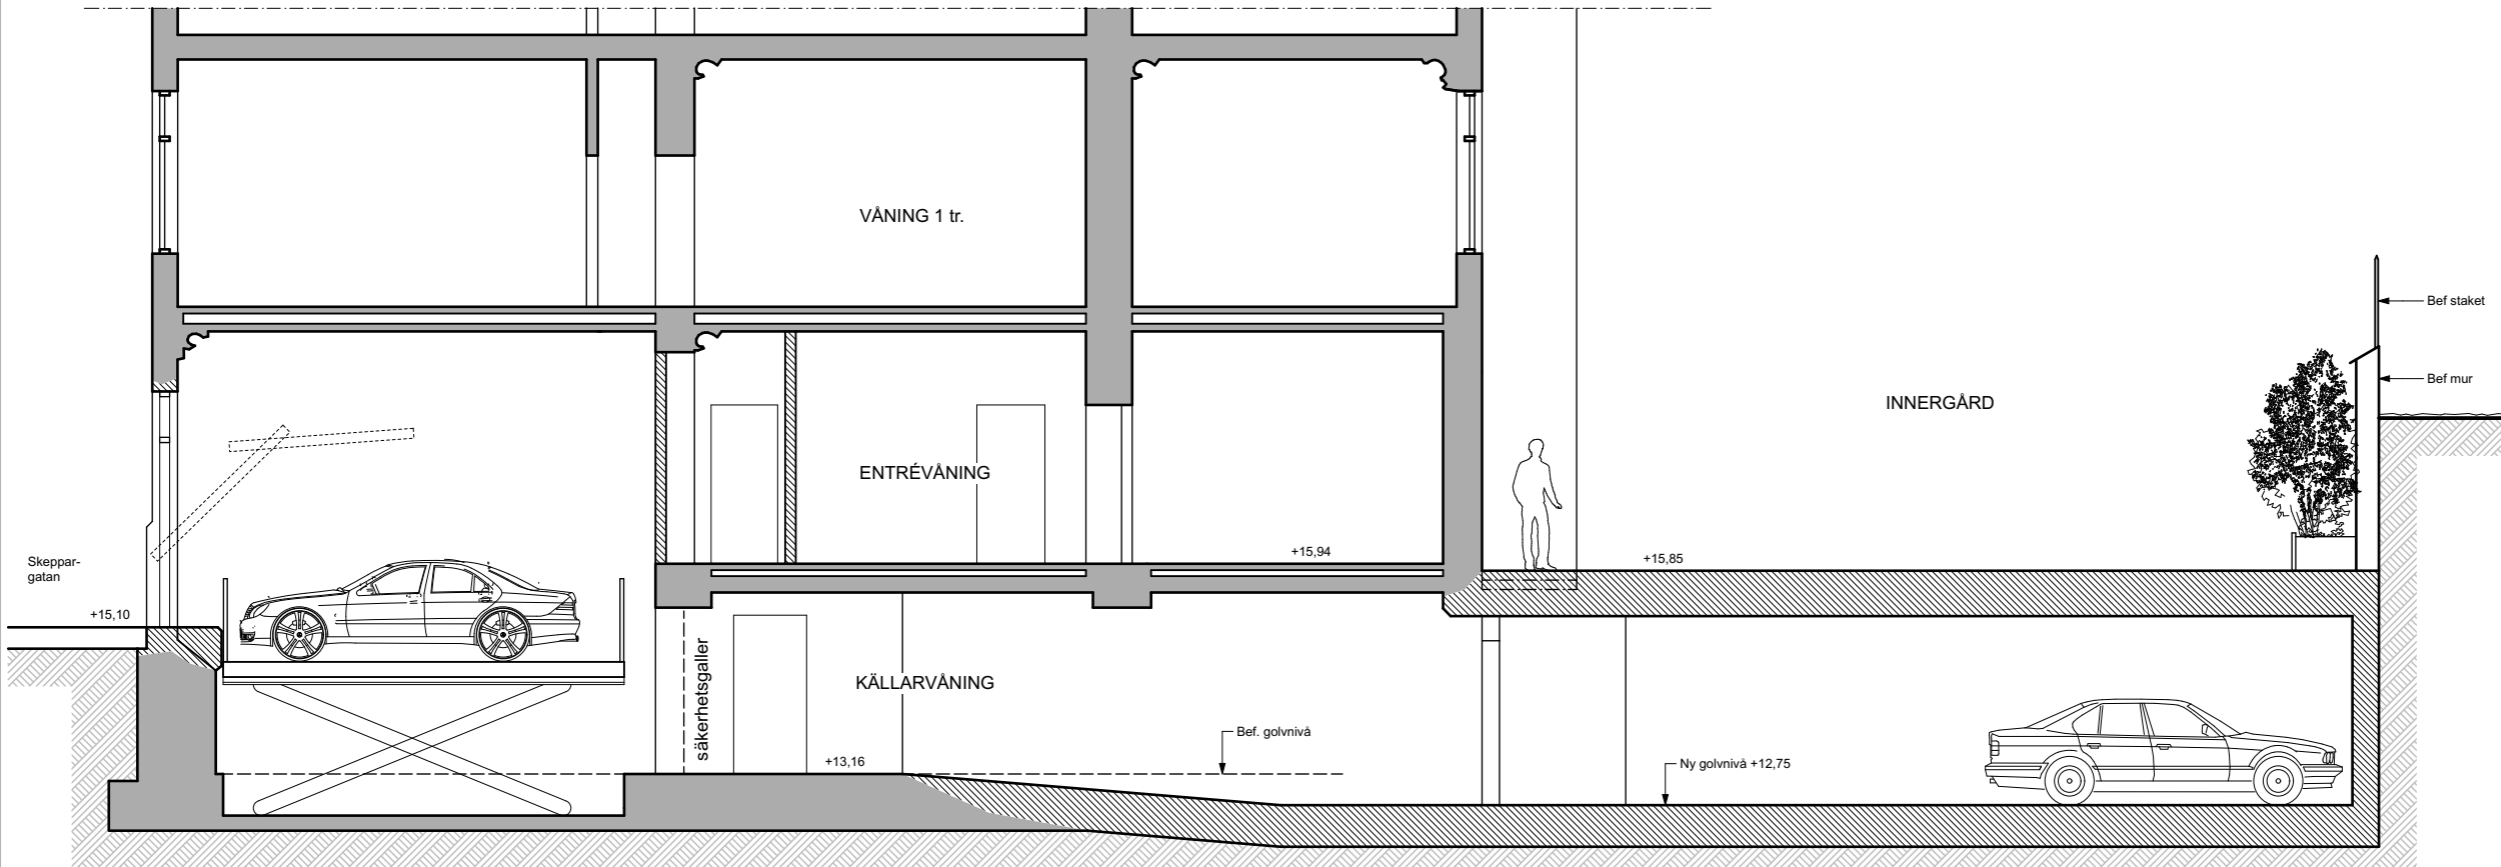 VÅNING 1 tr.
Bef staket
Bef mur
INNERGÅRD
ENTRÉVÅNING
+15,94
+15,85
Skeppar-
gatan
+15,10
säkerhetsgaller
KÄLLARVÅNING
Bef. golvnivå
+13,16
Ny golvnivå +12,75